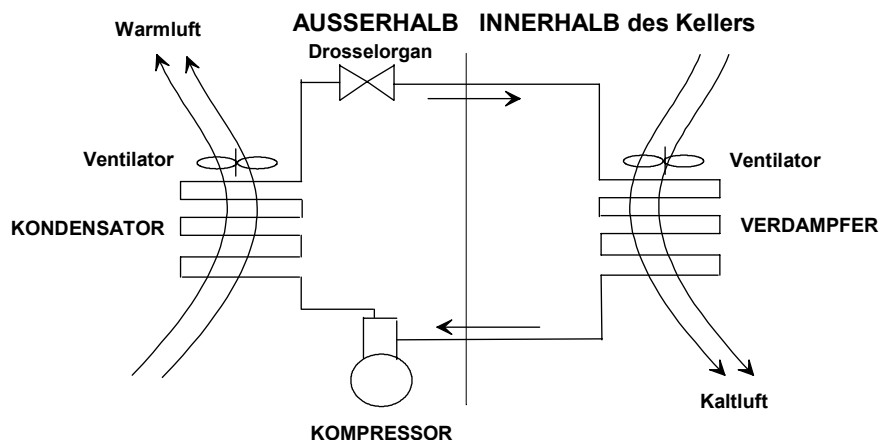 AUSSERHALB INNERHALB des Kellers
Warmluft
Drosselorgan
Ventilator
Ventilator
KONDENSATOR
VERDAMPFER
Kaltluft
KOMPRESSOR